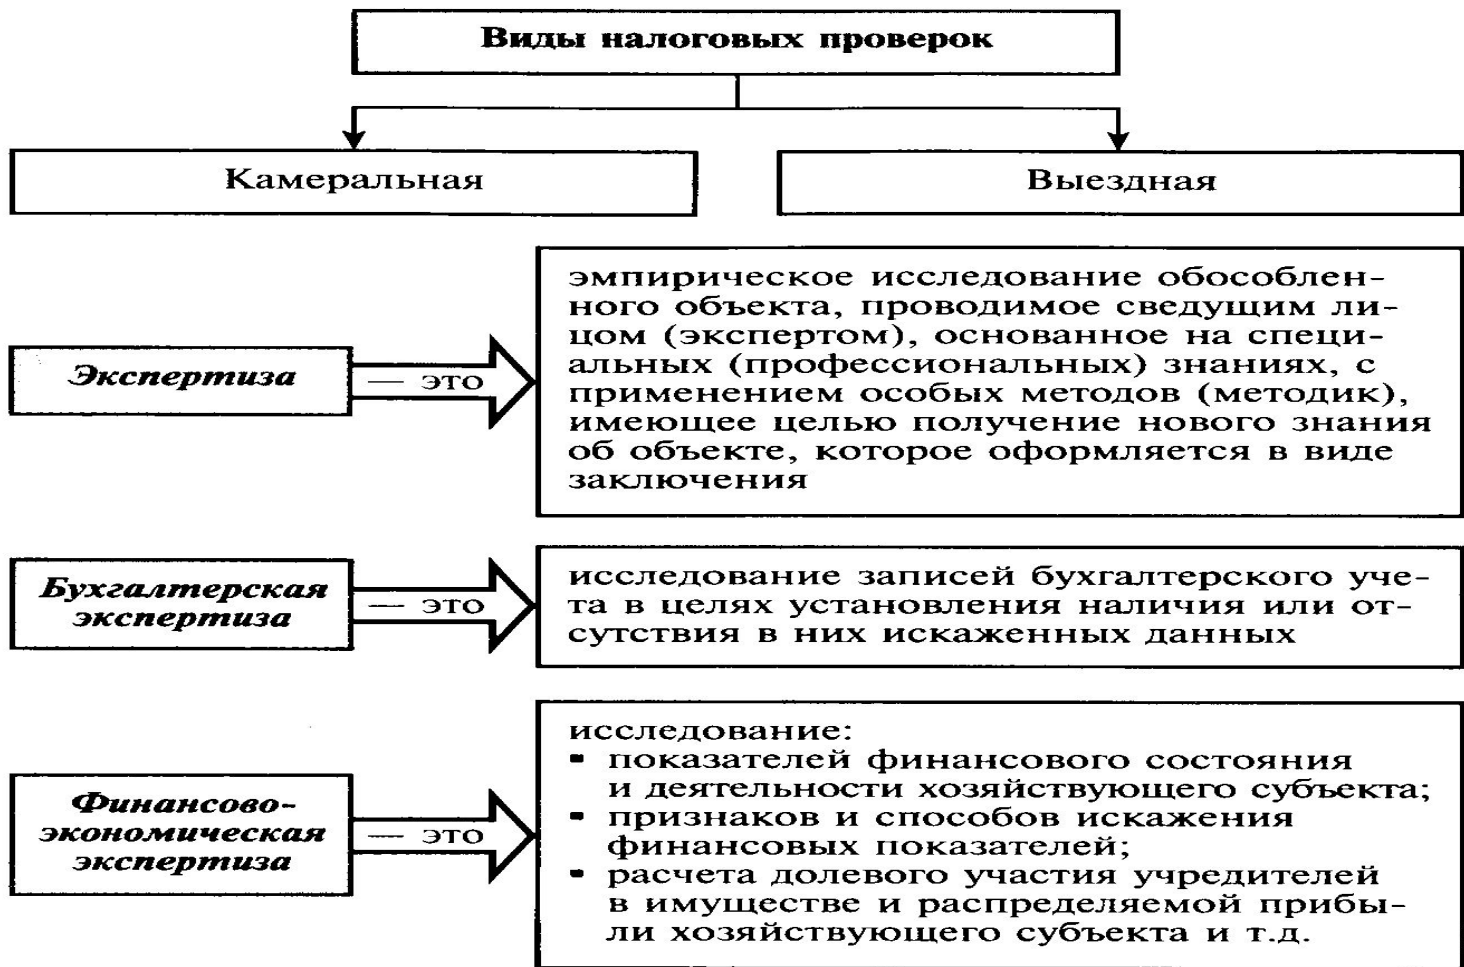 Виды налоговых проверок
Камеральная
Выездная
Экспертиза
— это
эмпирическое исследование обособлен-
ного объекта, проводимое сведущим ли-
цом (экспертом), основанное на специ-
альных (профессиональных) знаниях, с
применением особых методов (методик),
имеющее целью получение нового знания
об объекте, которое оформляется в виде
заключения
Бухгалтерская
экспертиза
— это
исследование записей бухгалтерского уче-
та в целях установления наличия или от-
сутствия в них искаженных данных
Финансово-
экономическая
экспертиза
— это
исследование:
▪ показателей финансового состояния
и деятельности хозяйствующего субъекта;
▪ признаков и способов искажения
финансовых показателей;
▪ расчета долевого участия учредителей
в имуществе и распределяемой прибы-
ли хозяйствующего субъекта и т.д.